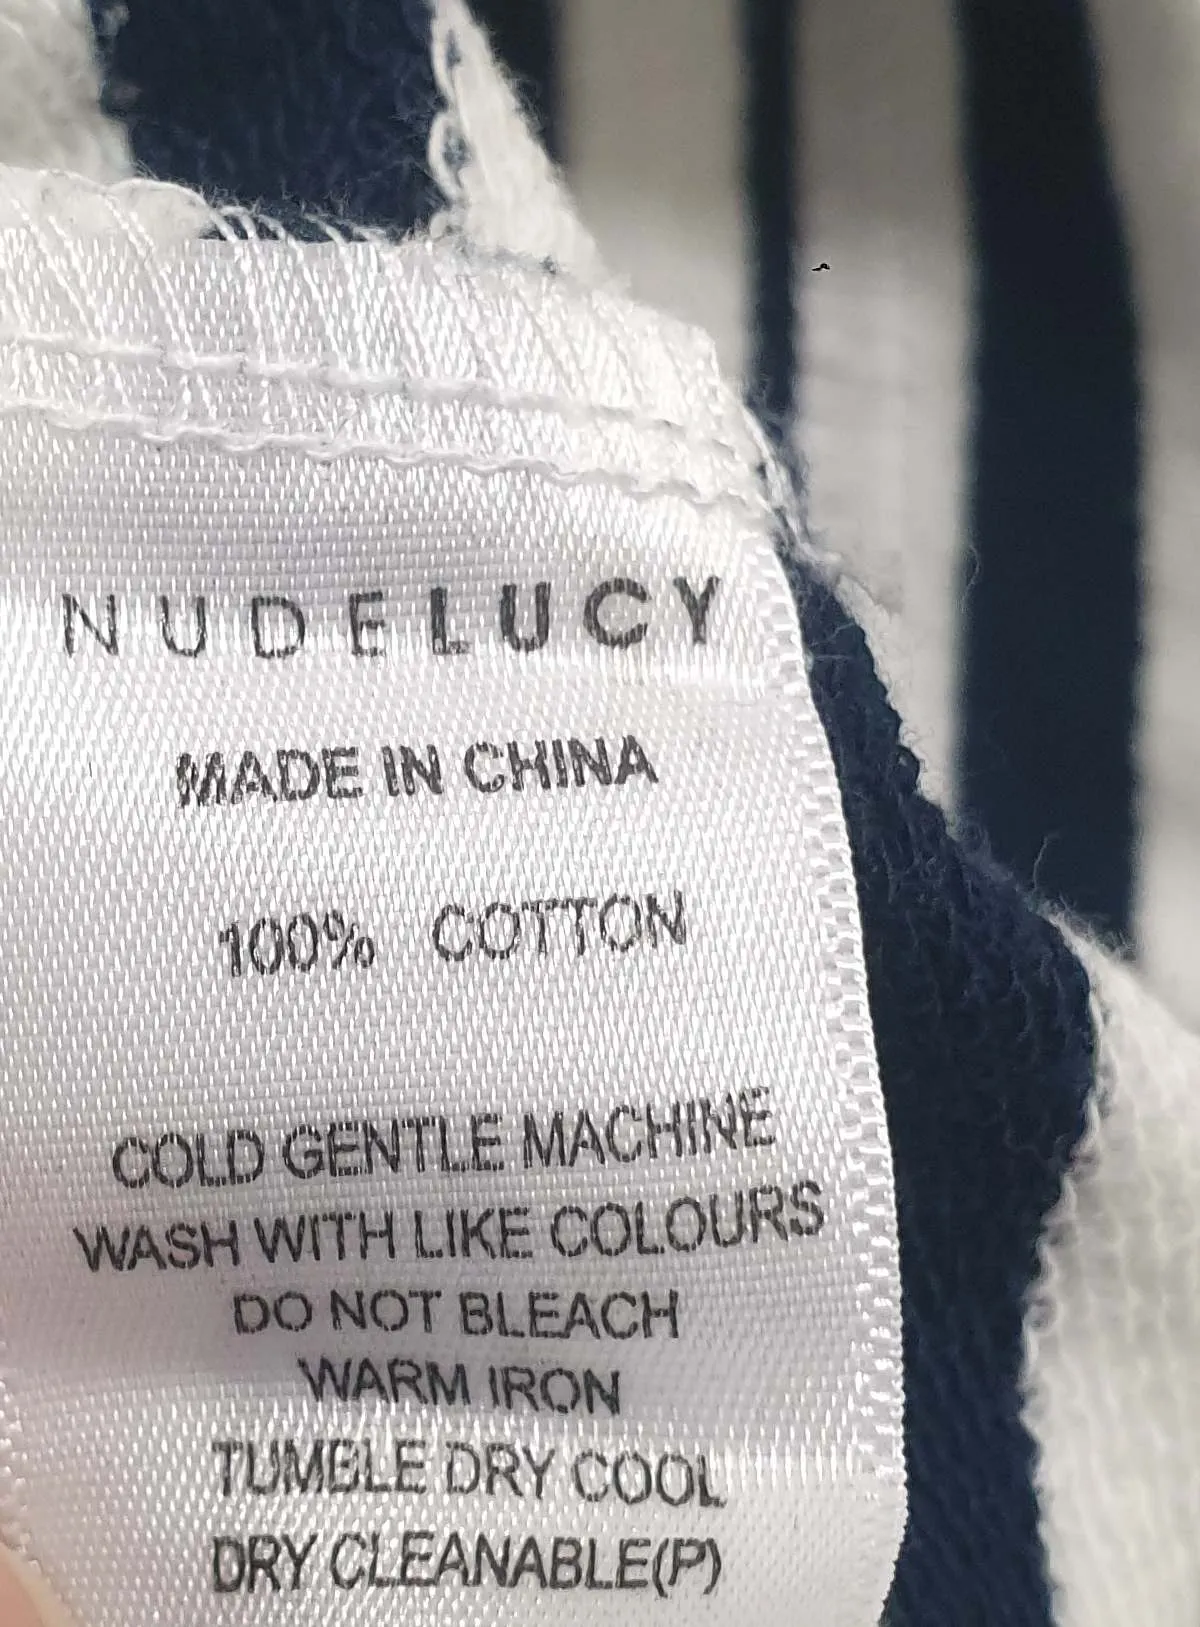 NUDELUCY
MADE IN CHINA
100% COTTON
COLD GENTLE MACHINE
WASH WITH LIKE COLOURS
DO NOT BLEACH
WARM IRON
TUMBLE DRY COOL
DRY CLEANABLE(P)